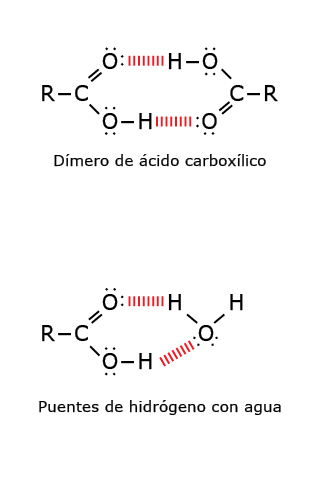 O H O
R C C R
O H O
Dímero de ácido carboxílico
O H H
R C O
O H
Puentes de hidrógeno con agua